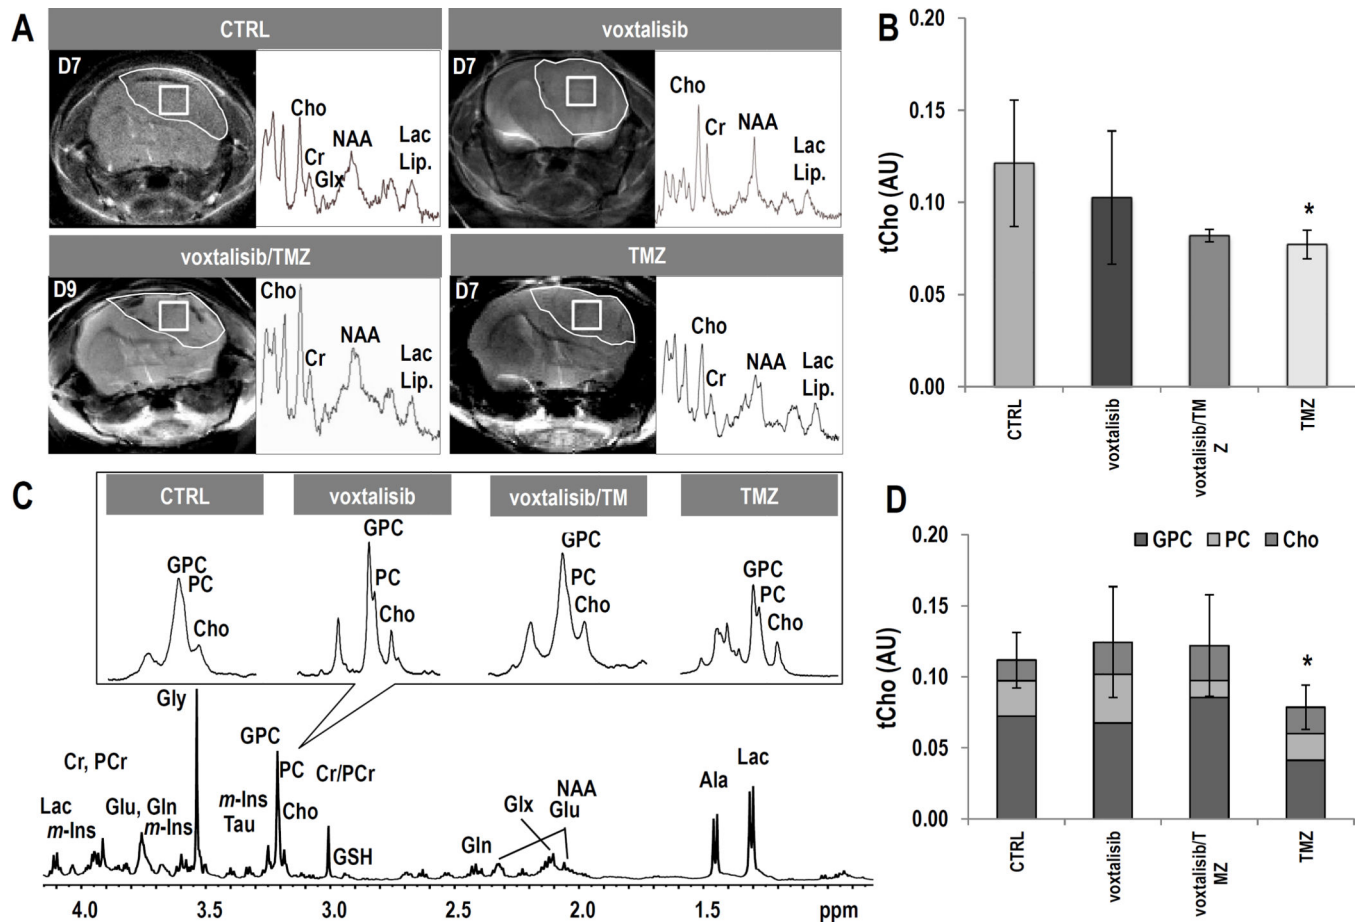 A
CTRL
D7
Cho
Cr
Glx
NAA
Lac
Lip.
voxtalisib
D7
Cho
Cr
NAA
Lac
Lip.
voxtalisib/TMZ
D9
Cho
Cr
NAA
Lac
Lip.
TMZ
D7
Cho
Cr
NAA
Lac
Lip.
B
tCho (AU)
0.20
0.15
0.10
0.05
0.00
*
CTRL
voxtalisib
voxtalisib/TM
Z
TMZ
C
CTRL
GPC
PC
Cho
voxtalisib
GPC
PC
Cho
voxtalisib/TM
GPC
PC
Cho
TMZ
GPC
PC
Cho
Cr, PCr
Lac
m-Ins
Glu, Gln
m-Ins
Gly
m-Ins
Tau
GPC
PC
Cho
Cr/PCr
GSH
Gln
Glx
NAA
Glu
Ala
Lac
4.0 3.5 3.0 2.5 2.0 1.5 ppm
D
tCho (AU)
0.20
0.15
0.10
0.05
0.00
GPC PC Cho
*
CTRL
voxtalisib
voxtalisib/T
MZ
TMZ